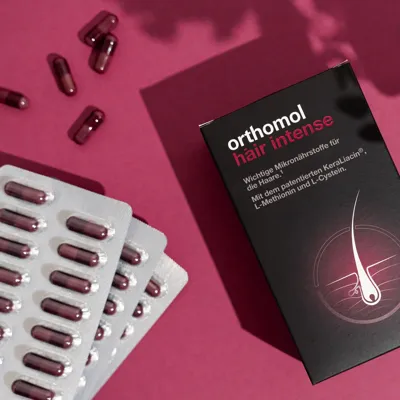 orthomol
hair intense
Wichtige Mikronährstoffe für
die Haare.¹
Mit dem patentierten KeraLiacin®,
L-Methionin und L-Cystein.